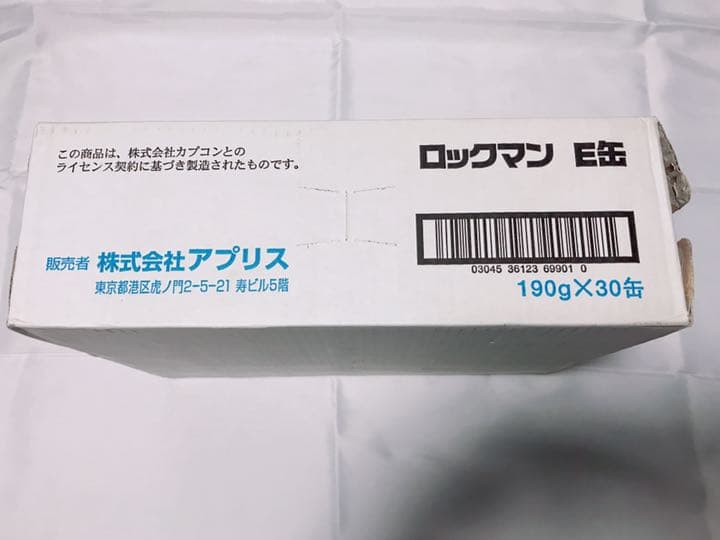 この商品は、株式会社カプコンとの
ライセンス契約に基づき製造されたものです。
販売者 株式会社アプリス
東京都港区虎ノ門2-5-21 寿ビル5階
ロックマン E缶
03045 36123 69901 0
190g×30缶